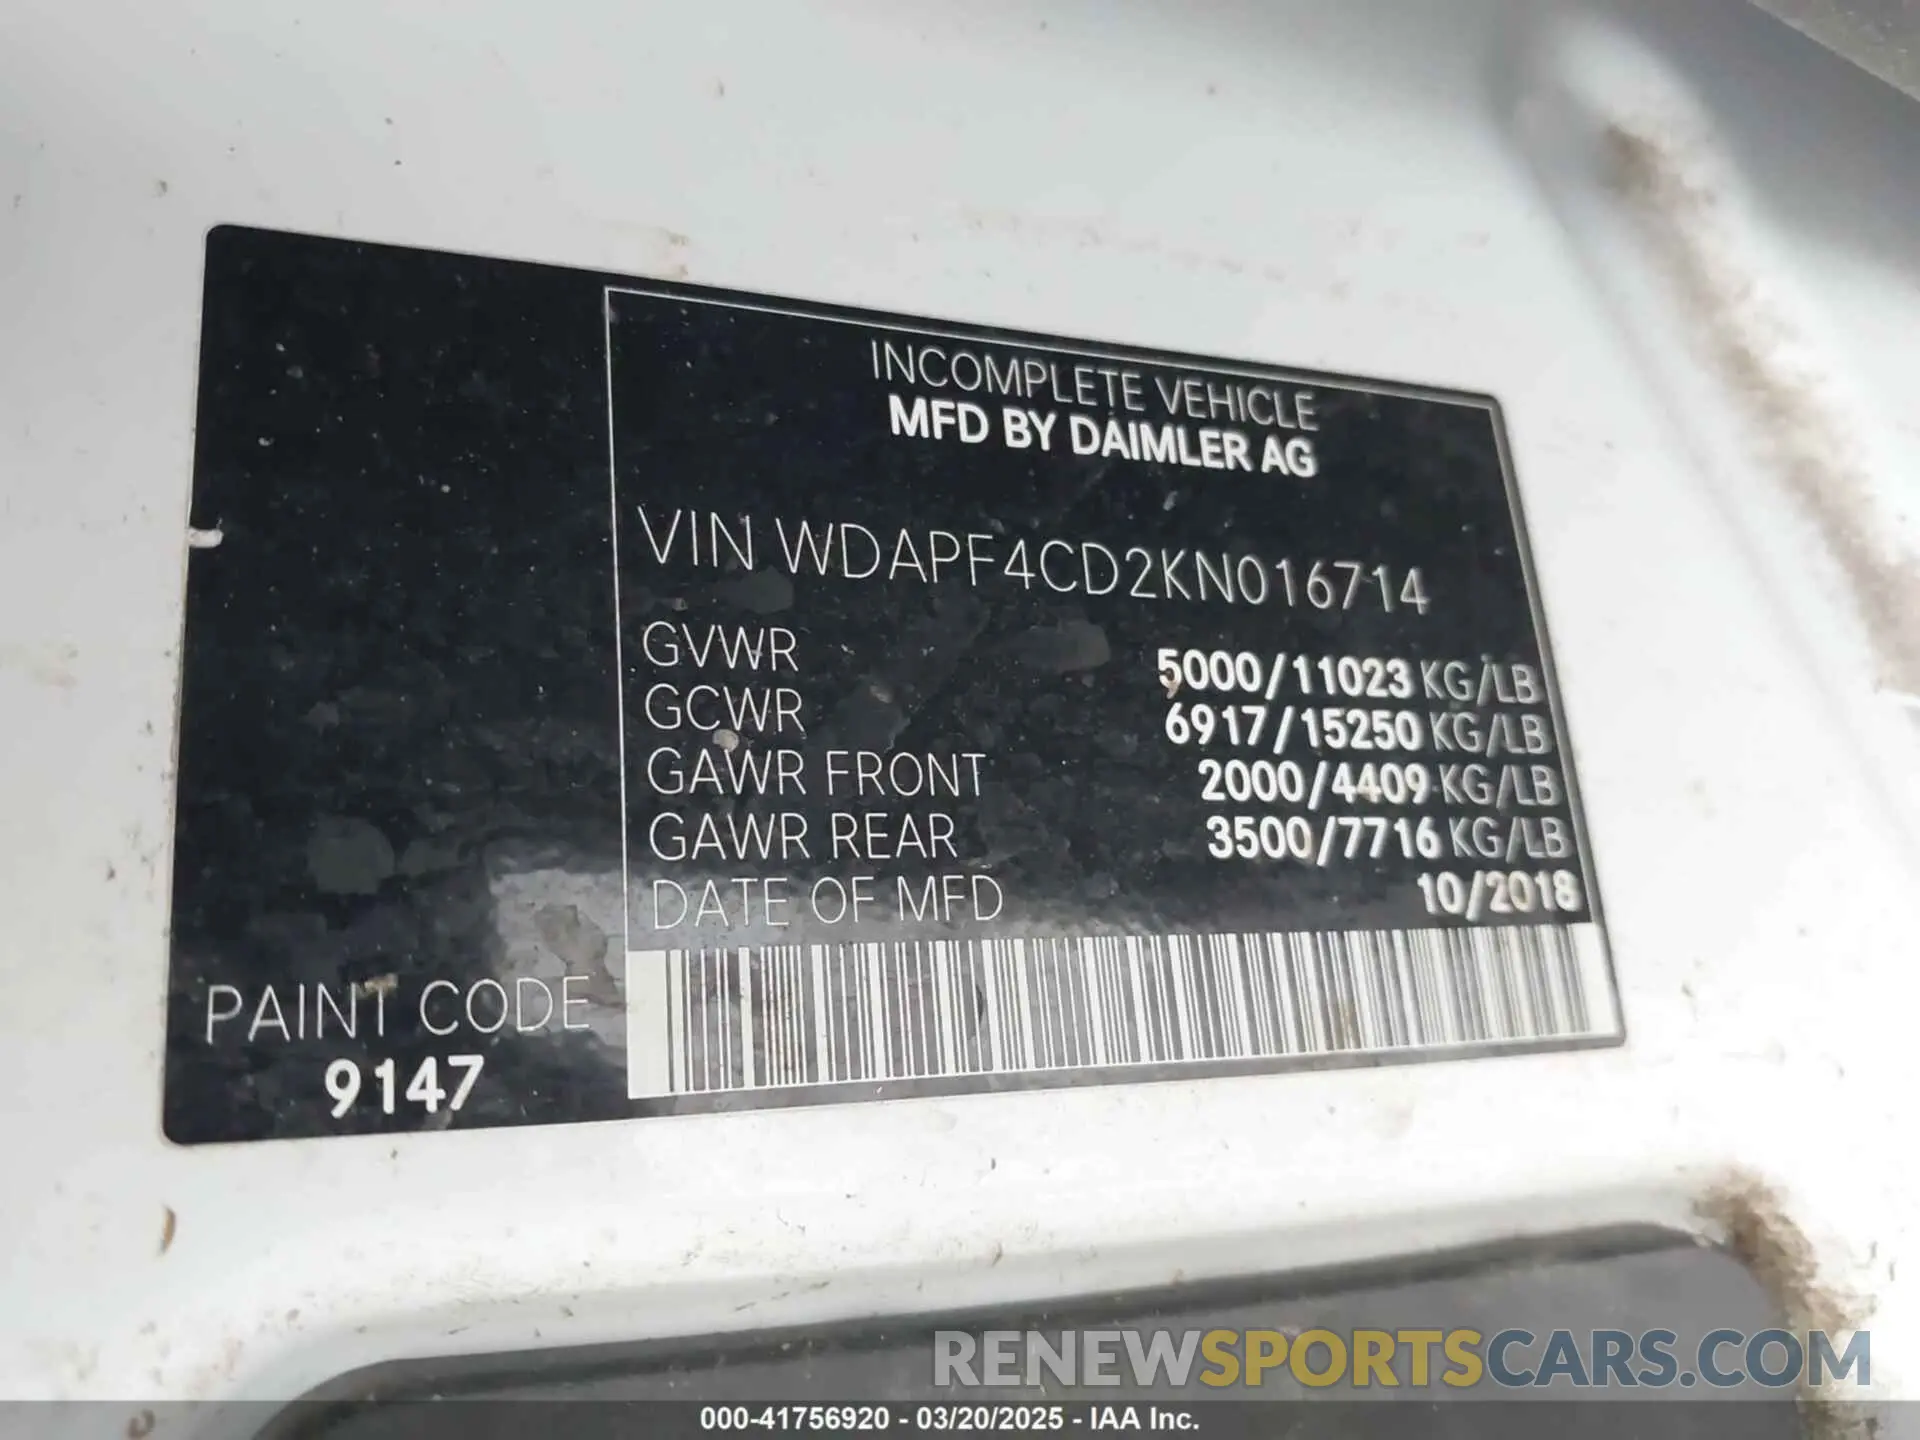 INCOMPLETE VEHICLE
MFD BY DAIMLER AG
VIN WDAPF4CD2KN016714
GVWR 5000/11023 KG/LB
GCWR 6917/15250 KG/LB
GAWR FRONT 2000/4409 KG/LB
GAWR REAR 3500/7716 KG/LB
DATE OF MFD 10/2018
PAINT CODE
9147
RENEWSPORTSCARS.COM
000-41756920 - 03/20/2025 - IAA Inc.